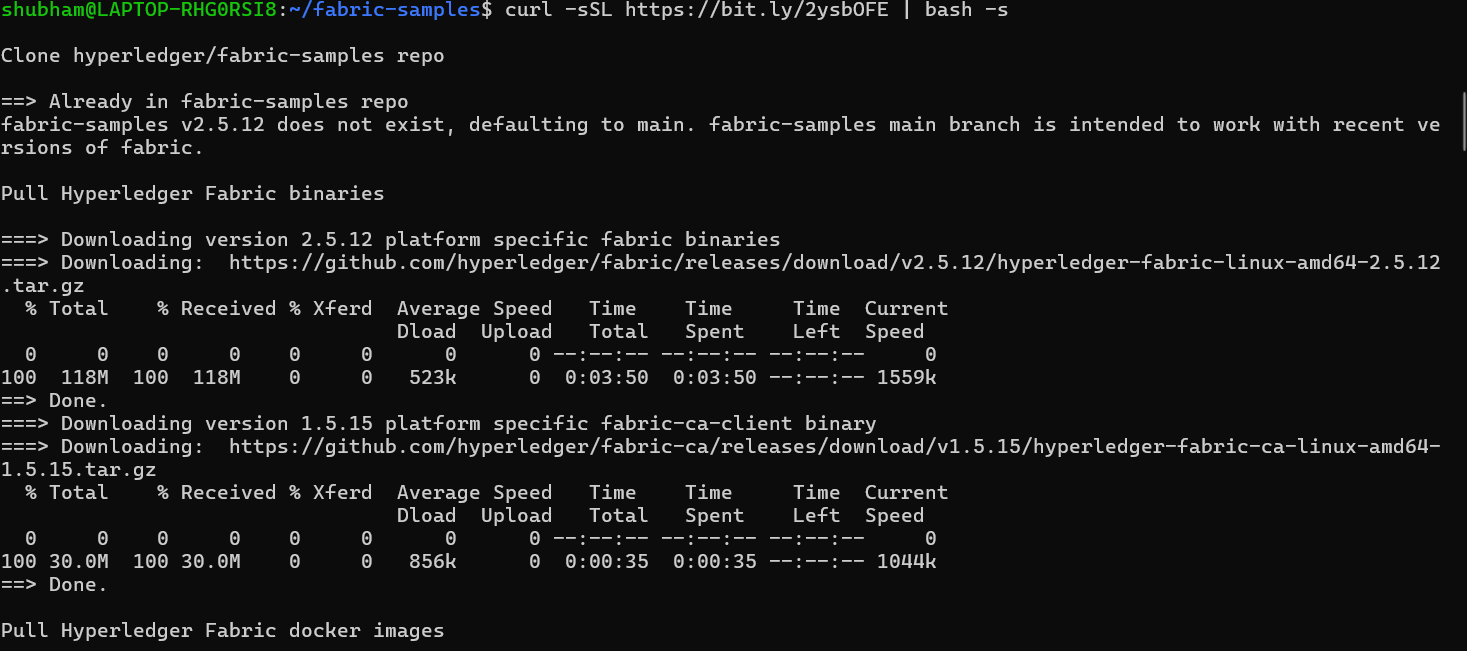 shubham@LAPTOP-RHG0RSI8:~/fabric-samples$ curl -sSL https://bit.ly/2ysbOFE | bash -s
Clone hyperledger/fabric-samples repo
==> Already in fabric-samples repo
fabric-samples v2.5.12 does not exist, defaulting to main. fabric-samples main branch is intended to work with recent ve
rsions of fabric.
Pull Hyperledger Fabric binaries
===> Downloading version 2.5.12 platform specific fabric binaries
===> Downloading:  https://github.com/hyperledger/fabric/releases/download/v2.5.12/hyperledger-fabric-linux-amd64-2.5.12
.tar.gz
  % Total    % Received % Xferd  Average Speed   Time    Time     Time  Current
                                 Dload  Upload   Total   Spent    Left  Speed
  0     0    0     0    0     0      0      0 --:--:-- --:--:-- --:--:--     0
100  118M  100  118M    0     0   523k      0  0:03:50  0:03:50 --:--:-- 1559k
==> Done.
===> Downloading version 1.5.15 platform specific fabric-ca-client binary
===> Downloading:  https://github.com/hyperledger/fabric-ca/releases/download/v1.5.15/hyperledger-fabric-ca-linux-amd64-
1.5.15.tar.gz
  % Total    % Received % Xferd  Average Speed   Time    Time     Time  Current
                                 Dload  Upload   Total   Spent    Left  Speed
  0     0    0     0    0     0      0      0 --:--:-- --:--:-- --:--:--     0
100 30.0M  100 30.0M    0     0   856k      0  0:00:35  0:00:35 --:--:-- 1044k
==> Done.
Pull Hyperledger Fabric docker images